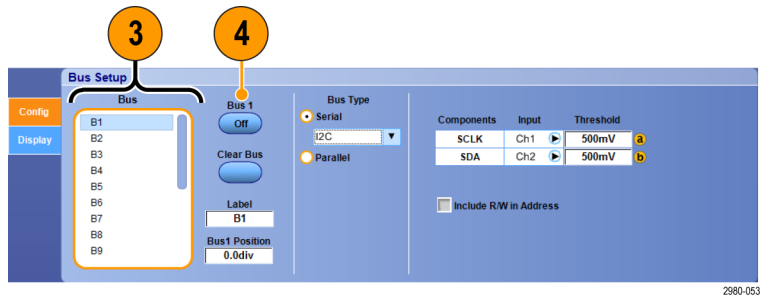 3
4
Bus Setup
Config
Display
Bus
B1
B2
B3
B4
B5
B6
B7
B8
B9
Bus 1
Off
Clear Bus
Label
B1
Bus1 Position
0.0div
Bus Type
Serial
I2C
Parallel
Components Input Threshold
SCLK Ch1 500mV a
SDA Ch2 500mV b
Include R/W in Address
2980-053